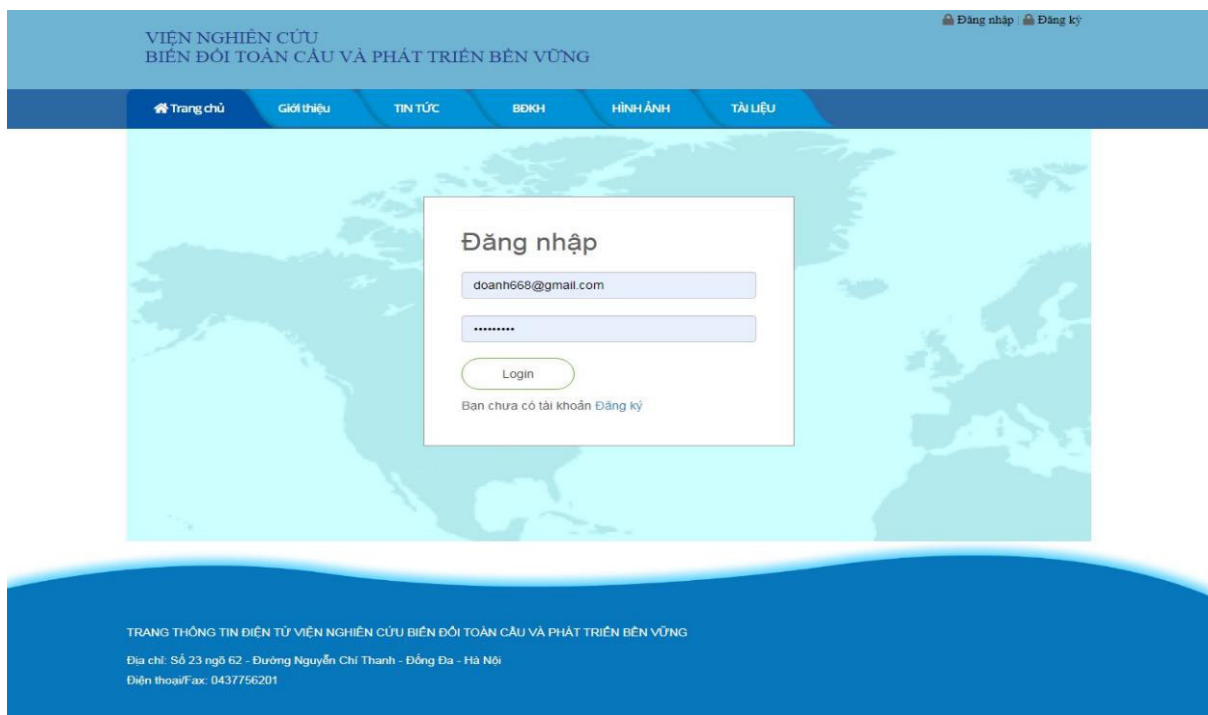 Đăng nhập | Đăng ký
VIỆN NGHIÊN CỨU
BIẾN ĐỔI TOÀN CẦU VÀ PHÁT TRIỂN BỀN VỮNG
Trang chủ Giới thiệu TIN TỨC BĐKH HÌNH ẢNH TÀI LIỆU
Đăng nhập
doanh668@gmail.com
•••••••••
Login
Bạn chưa có tài khoản Đăng ký
TRANG THÔNG TIN ĐIỆN TỬ VIỆN NGHIÊN CỨU BIẾN ĐỔI TOÀN CẦU VÀ PHÁT TRIỂN BỀN VỮNG
Địa chỉ: Số 23 ngõ 62 - Đường Nguyễn Chí Thanh - Đống Đa - Hà Nội
Điện thoại/Fax: 0437756201